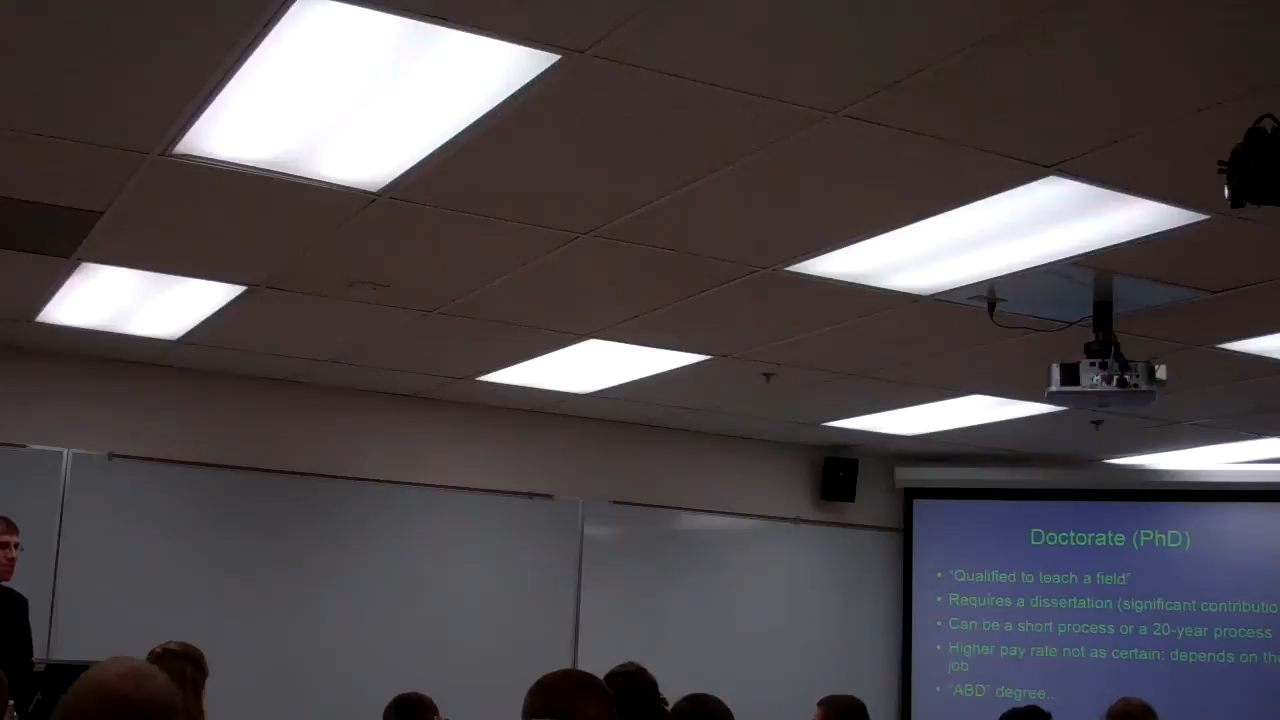 Doctorate (PhD)
• "Qualified to teach a field"
• Requires a dissertation (significant contributio
• Can be a short process or a 20-year process
• Higher pay rate not as certain: depends on th
job
• "ABD" degree..